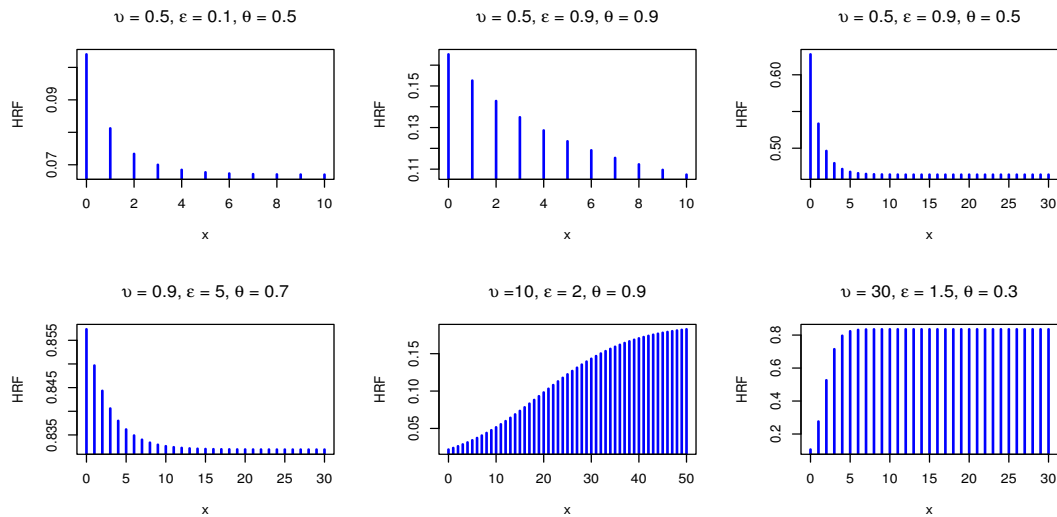 υ = 0.5, ε = 0.1, θ = 0.5
HRF
0.07 0.09
0 2 4 6 8 10
x
υ = 0.5, ε = 0.9, θ = 0.9
HRF
0.11 0.13 0.15
0 2 4 6 8 10
x
υ = 0.5, ε = 0.9, θ = 0.5
HRF
0.50 0.60
0 5 10 15 20 25 30
x
υ = 0.9, ε = 5, θ = 0.7
HRF
0.835 0.845 0.855
0 5 10 15 20 25 30
x
υ =10, ε = 2, θ = 0.9
HRF
0.05 0.10 0.15
0 10 20 30 40 50
x
υ = 30, ε = 1.5, θ = 0.3
HRF
0.2 0.4 0.6 0.8
0 5 10 15 20 25 30
x